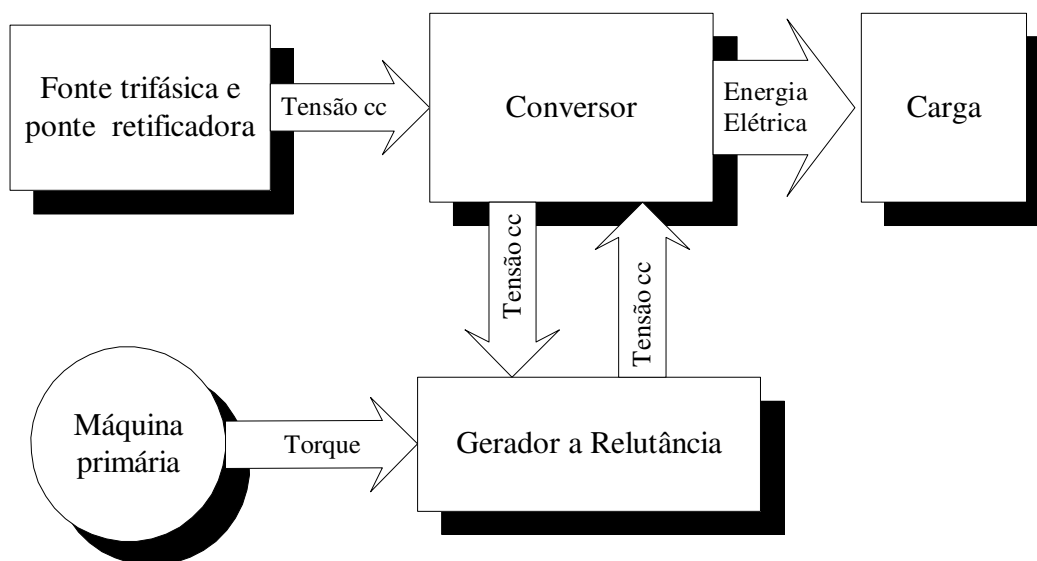 Fonte trifásica e
ponte retificadora
Tensão cc
Conversor
Energia
Elétrica
Carga
Tensão cc
Tensão cc
Máquina
primária
Torque
Gerador a Relutância